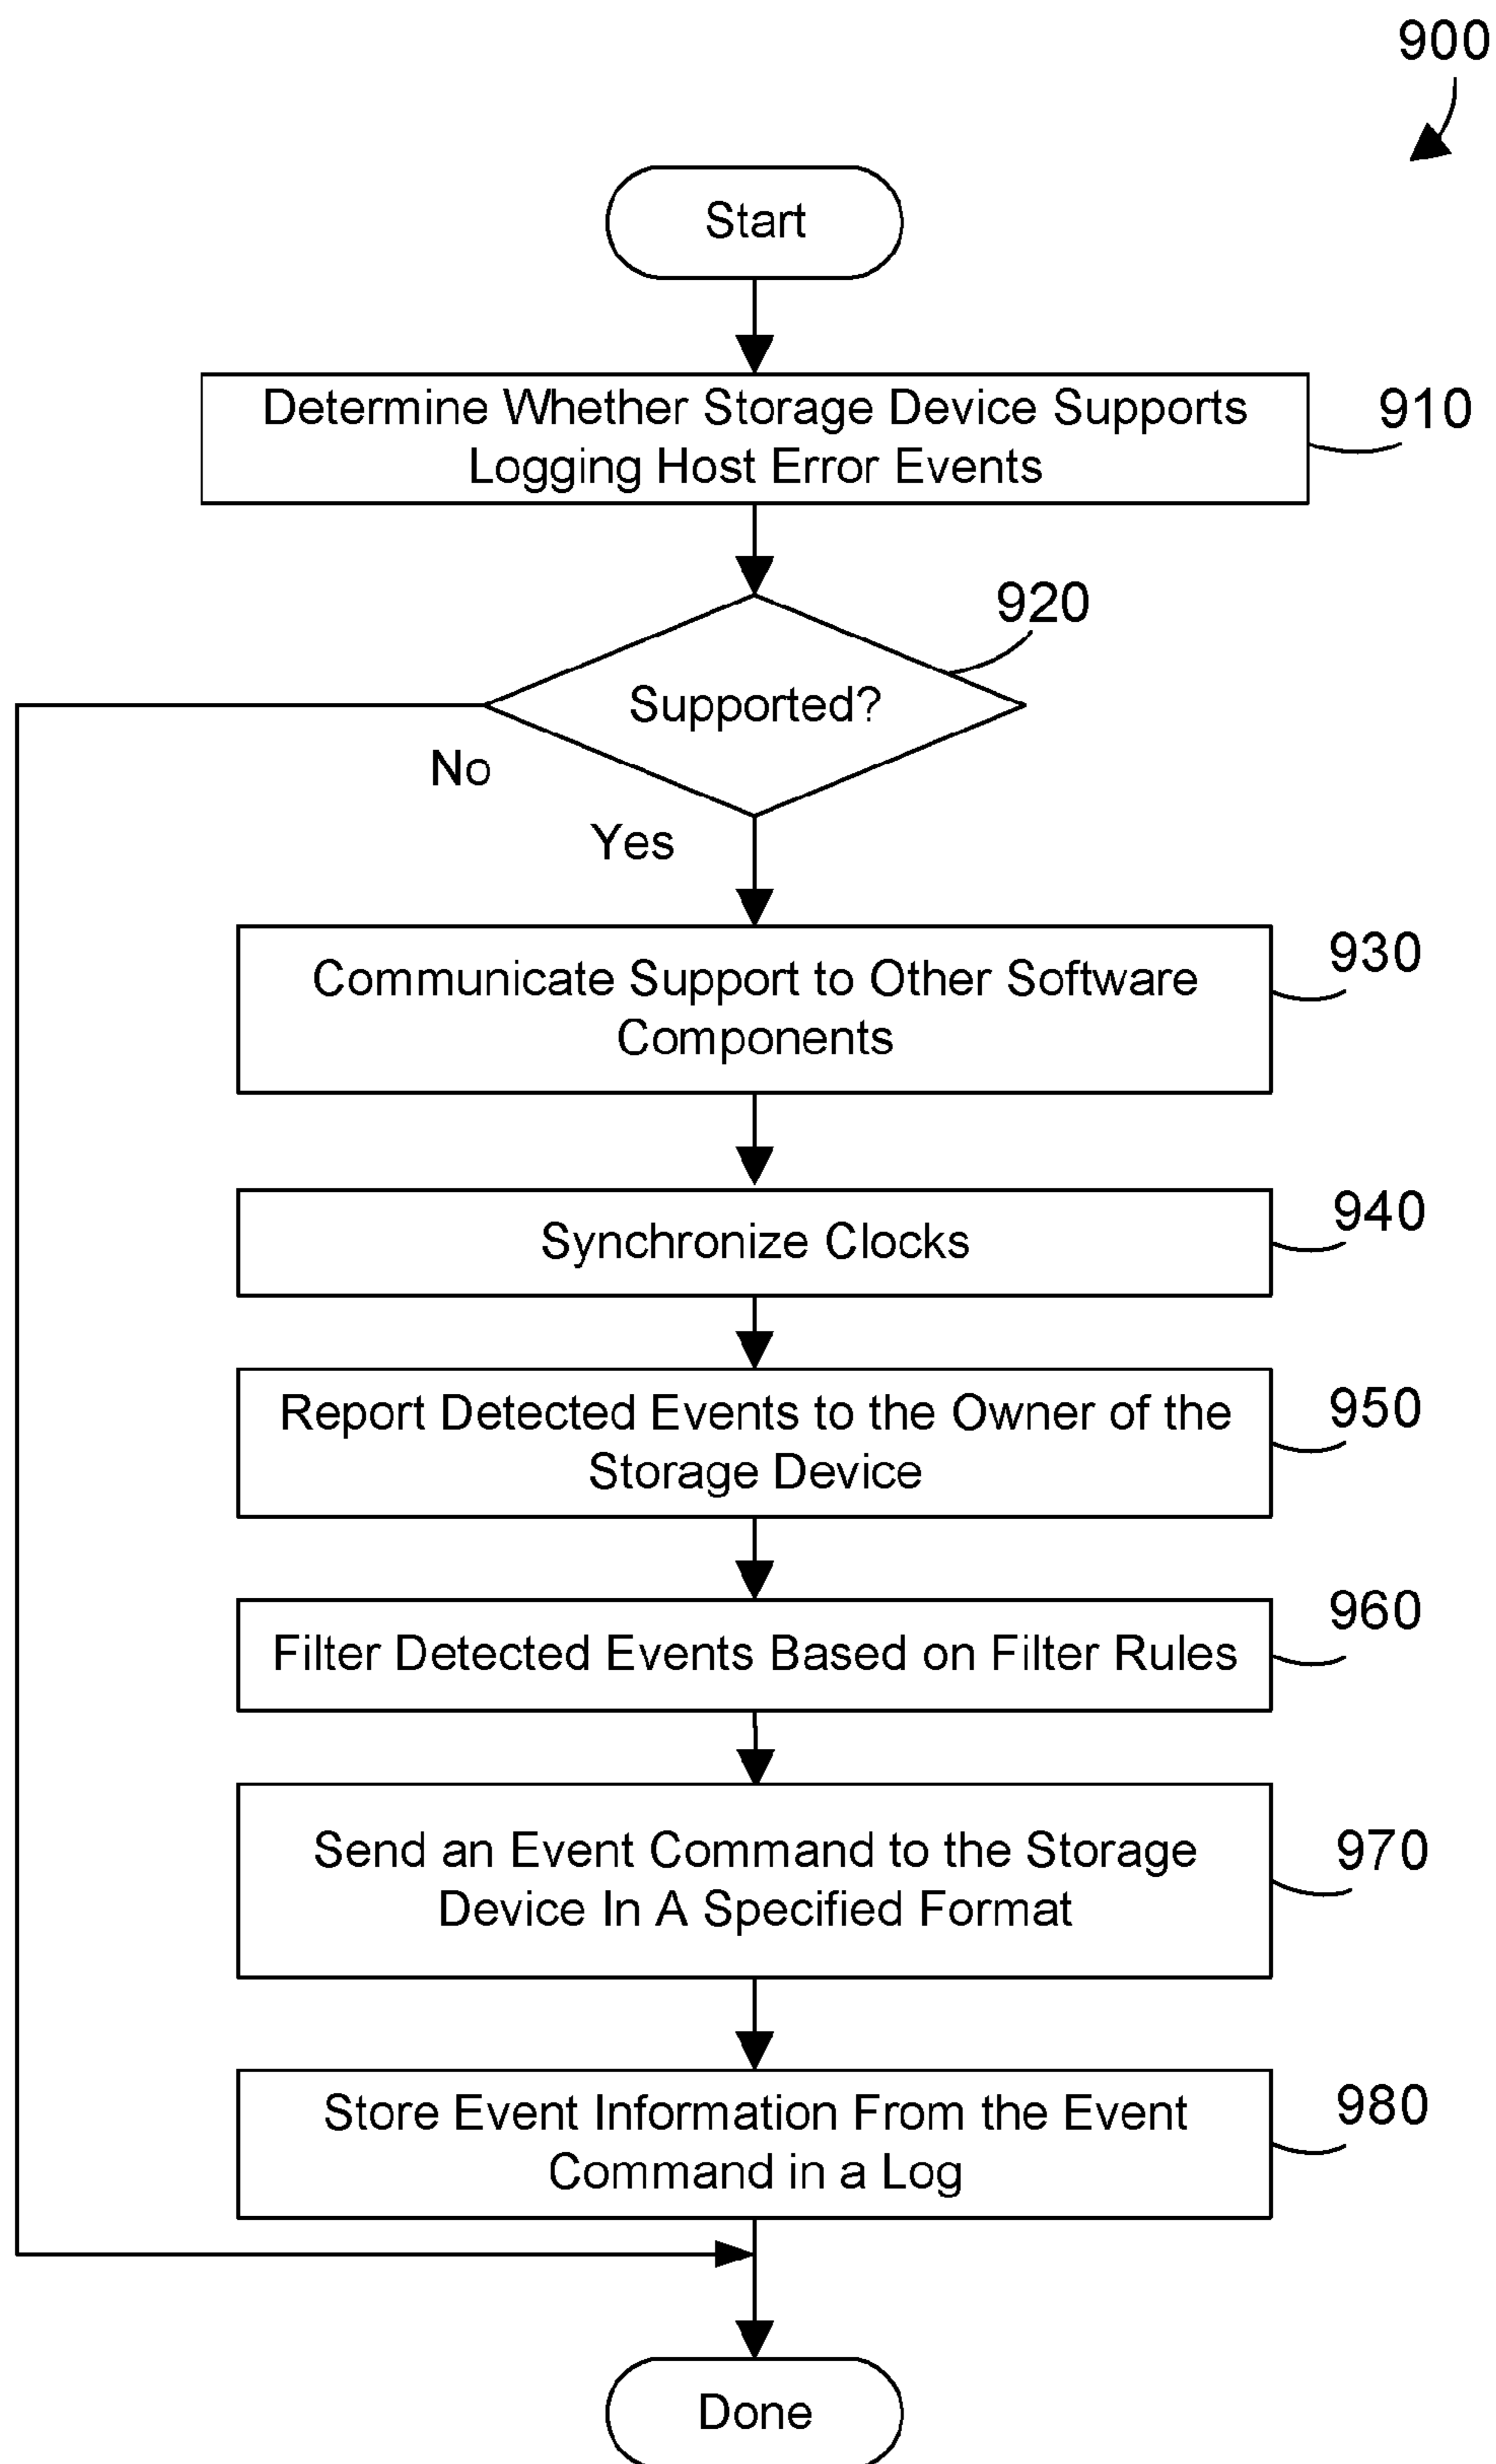 900
Start
Determine Whether Storage Device Supports
Logging Host Error Events
910
920
Supported?
No
Yes
Communicate Support to Other Software
Components
930
Synchronize Clocks
940
Report Detected Events to the Owner of the
Storage Device
950
Filter Detected Events Based on Filter Rules
960
Send an Event Command to the Storage
Device In A Specified Format
970
Store Event Information From the Event
Command in a Log
980
Done